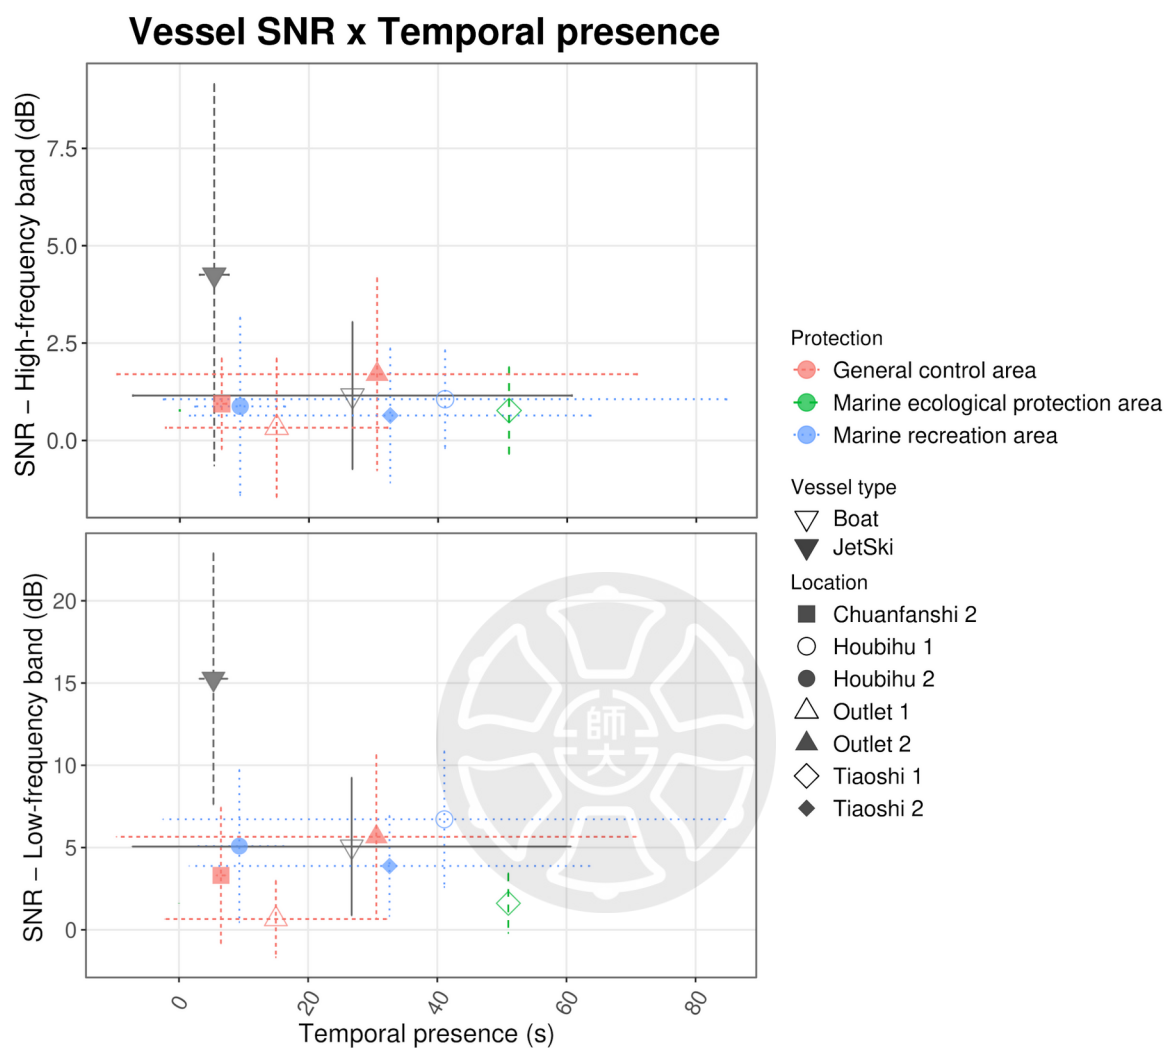 Vessel SNR x Temporal presence
SNR – High-frequency band (dB)
7.5
5.0
2.5
0.0
SNR – Low-frequency band (dB)
20
15
10
5
0
0
20
40
60
80
Temporal presence (s)
Protection
General control area
Marine ecological protection area
Marine recreation area
Vessel type
Boat
JetSki
Location
Chuanfanshi 2
Houbihu 1
Houbihu 2
Outlet 1
Outlet 2
Tiaoshi 1
Tiaoshi 2
師大